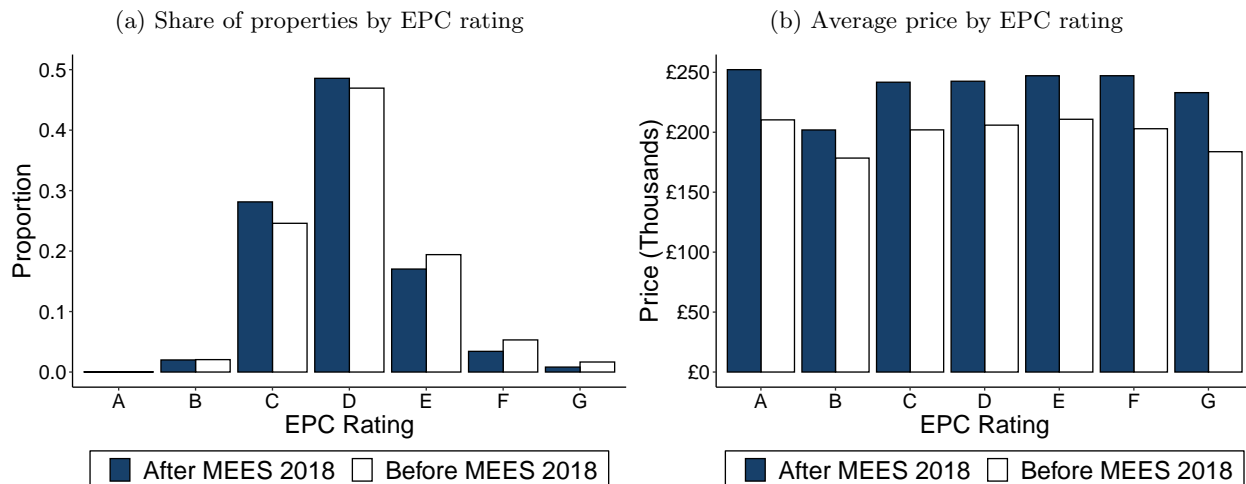 (a) Share of properties by EPC rating
0.5
0.4
0.3
0.2
0.1
0.0
Proportion
A B C D E F G
EPC Rating
After MEES 2018 Before MEES 2018
(b) Average price by EPC rating
£250
£200
£150
£100
£50
£0
Price (Thousands)
A B C D E F G
EPC Rating
After MEES 2018 Before MEES 2018